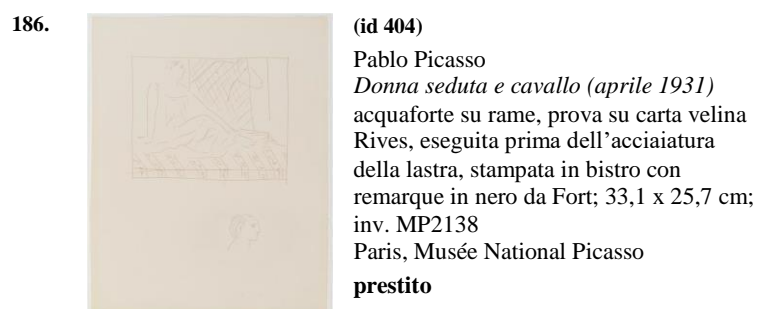 186.
(id 404)
Pablo Picasso
Donna seduta e cavallo (aprile 1931)
acquaforte su rame, prova su carta velina
Rives, eseguita prima dell’acciaiatura
della lastra, stampata in bistro con
remarque in nero da Fort; 33,1 x 25,7 cm;
inv. MP2138
Paris, Musée National Picasso
prestito